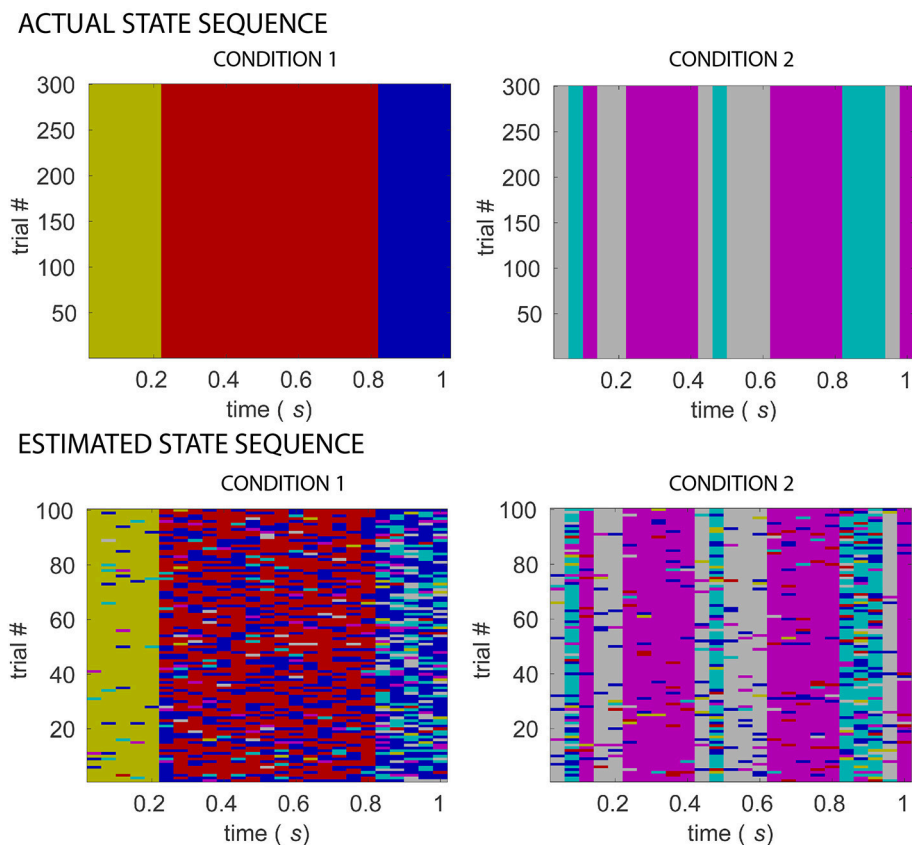 ACTUAL STATE SEQUENCE
CONDITION 1
CONDITION 2
300
250
200
150
100
50
trial #
0.2 0.4 0.6 0.8 1
time ( s)
300
250
200
150
100
50
trial #
0.2 0.4 0.6 0.8 1
time ( s)
ESTIMATED STATE SEQUENCE
CONDITION 1
CONDITION 2
100
80
60
40
20
trial #
0.2 0.4 0.6 0.8 1
time ( s)
100
80
60
40
20
trial #
0.2 0.4 0.6 0.8 1
time ( s)